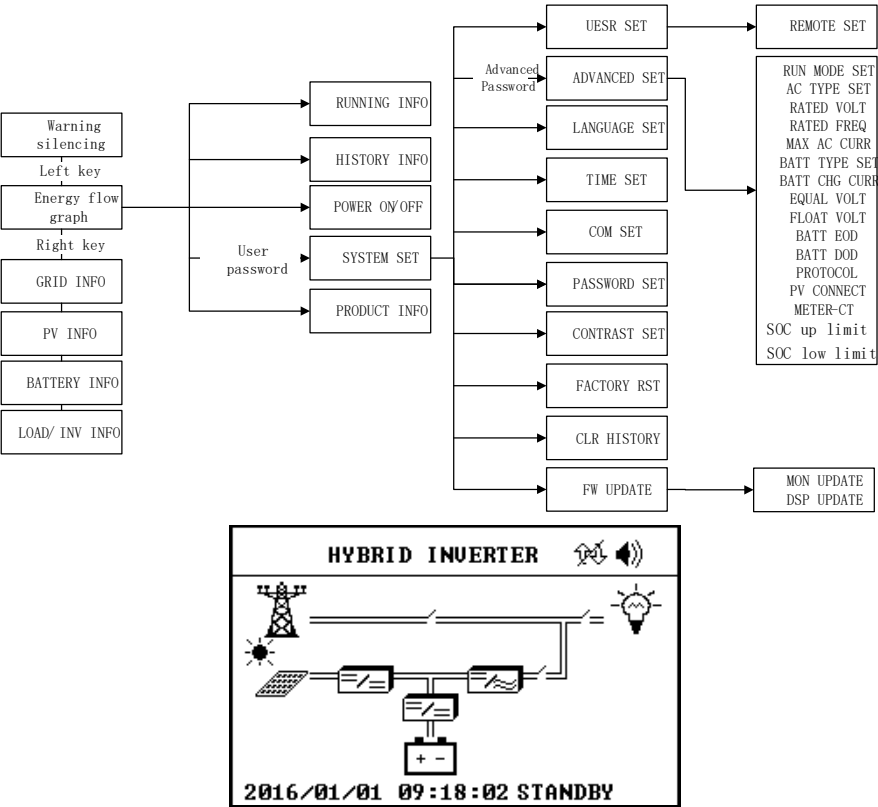 Warning
silencing
Left key
Energy flow
graph
Right key
GRID INFO
PV INFO
BATTERY INFO
LOAD/ INV INFO
RUNNING INFO
HISTORY INFO
POWER ON/OFF
User
password
SYSTEM SET
PRODUCT INFO
UESR SET
Advanced
Password
ADVANCED SET
LANGUAGE SET
TIME SET
COM SET
PASSWORD SET
CONTRAST SET
FACTORY RST
CLR HISTORY
FW UPDATE
REMOTE SET
RUN MODE SET
AC TYPE SET
RATED VOLT
RATED FREQ
MAX AC CURR
BATT TYPE SET
BATT CHG CURR
EQUAL VOLT
FLOAT VOLT
BATT EOD
BATT DOD
PROTOCOL
PV CONNECT
METER-CT
SOC up limit
SOC low limit
MON UPDATE
DSP UPDATE
HYBRID INVERTER
+ -
2016/01/01 09:18:02 STANDBY